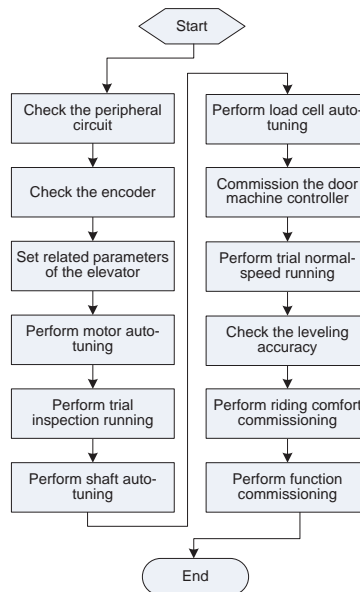 Start
Check the peripheral
circuit
Check the encoder
Set related parameters
of the elevator
Perform motor auto-
tuning
Perform trial
inspection running
Perform shaft auto-
tuning
Perform load cell auto-
tuning
Commission the door
machine controller
Perform trial normal-
speed running
Check the leveling
accuracy
Perform riding comfort
commissioning
Perform function
commissioning
End